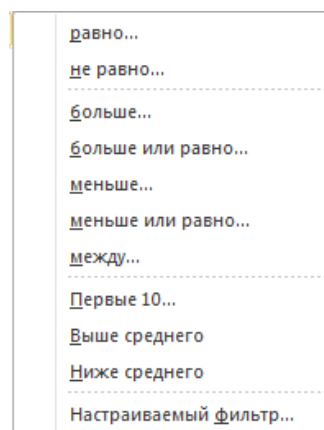 равно...
не равно...
больше...
больше или равно...
меньше...
меньше или равно...
между...
Первые 10...
Выше среднего
Ниже среднего
Настраиваемый фильтр...